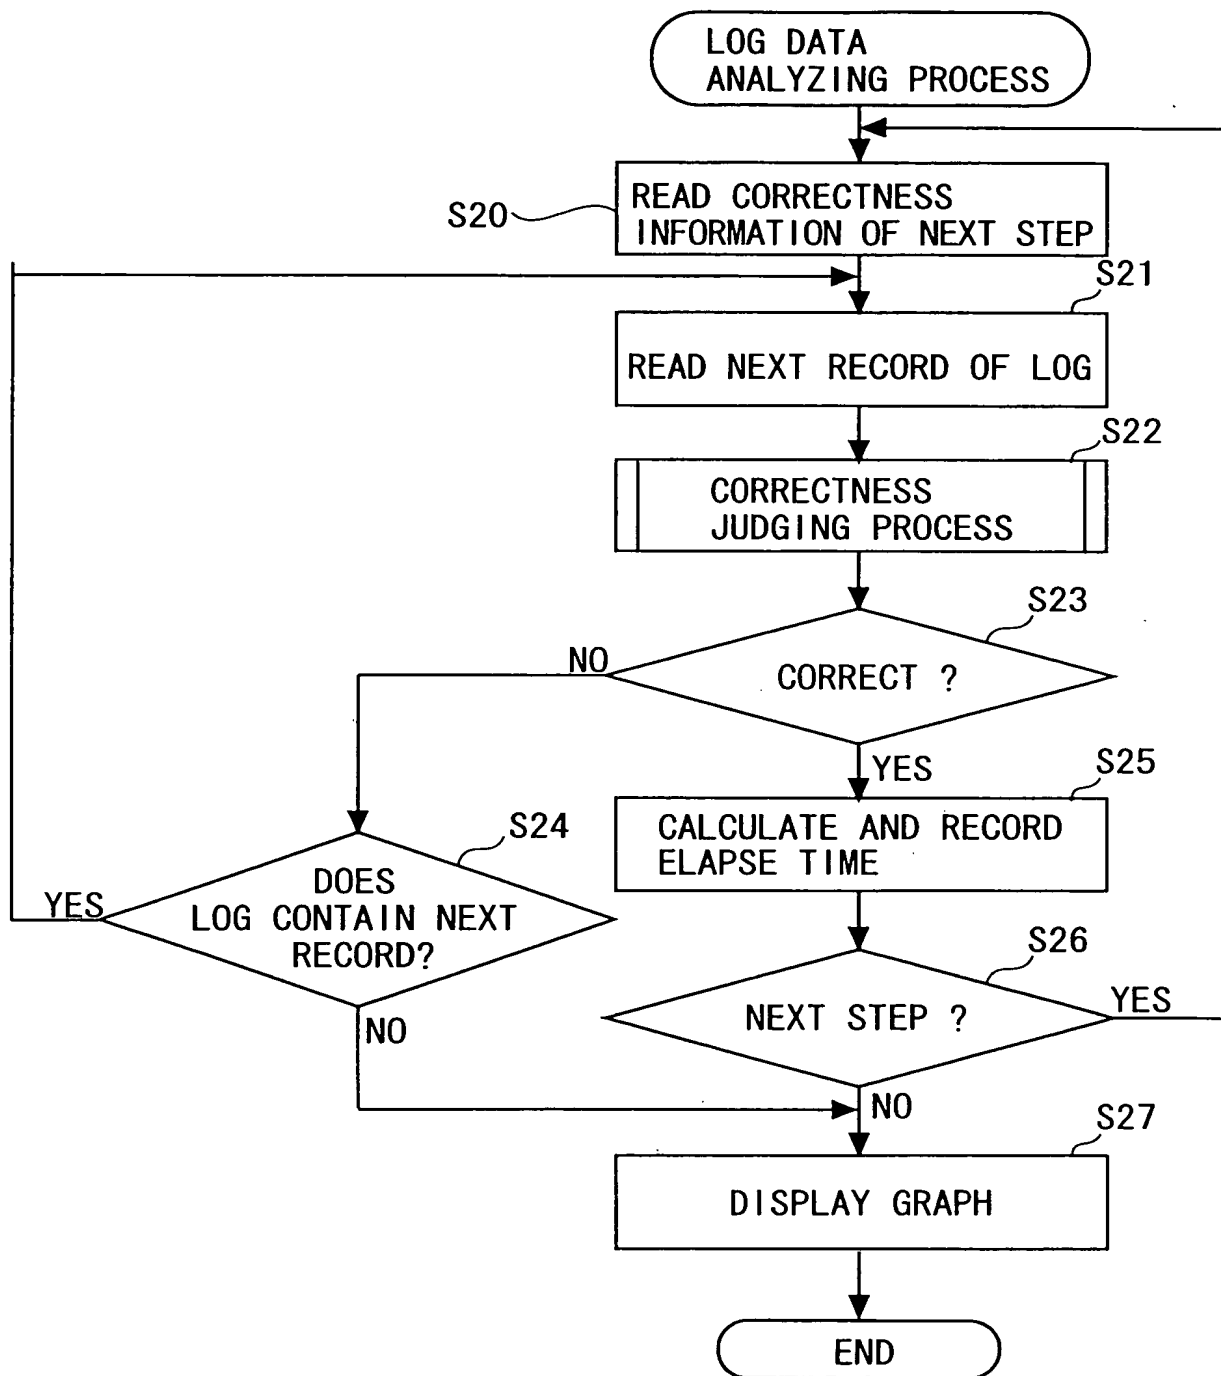 LOG DATA
ANALYZING PROCESS
S20
READ CORRECTNESS
INFORMATION OF NEXT STEP
S21
READ NEXT RECORD OF LOG
S22
CORRECTNESS
JUDGING PROCESS
S23
NO
CORRECT ?
YES
S25
CALCULATE AND RECORD
ELAPSE TIME
S24
DOES
LOG CONTAIN NEXT
RECORD?
YES
NO
S26
NEXT STEP ?
YES
NO
S27
DISPLAY GRAPH
END